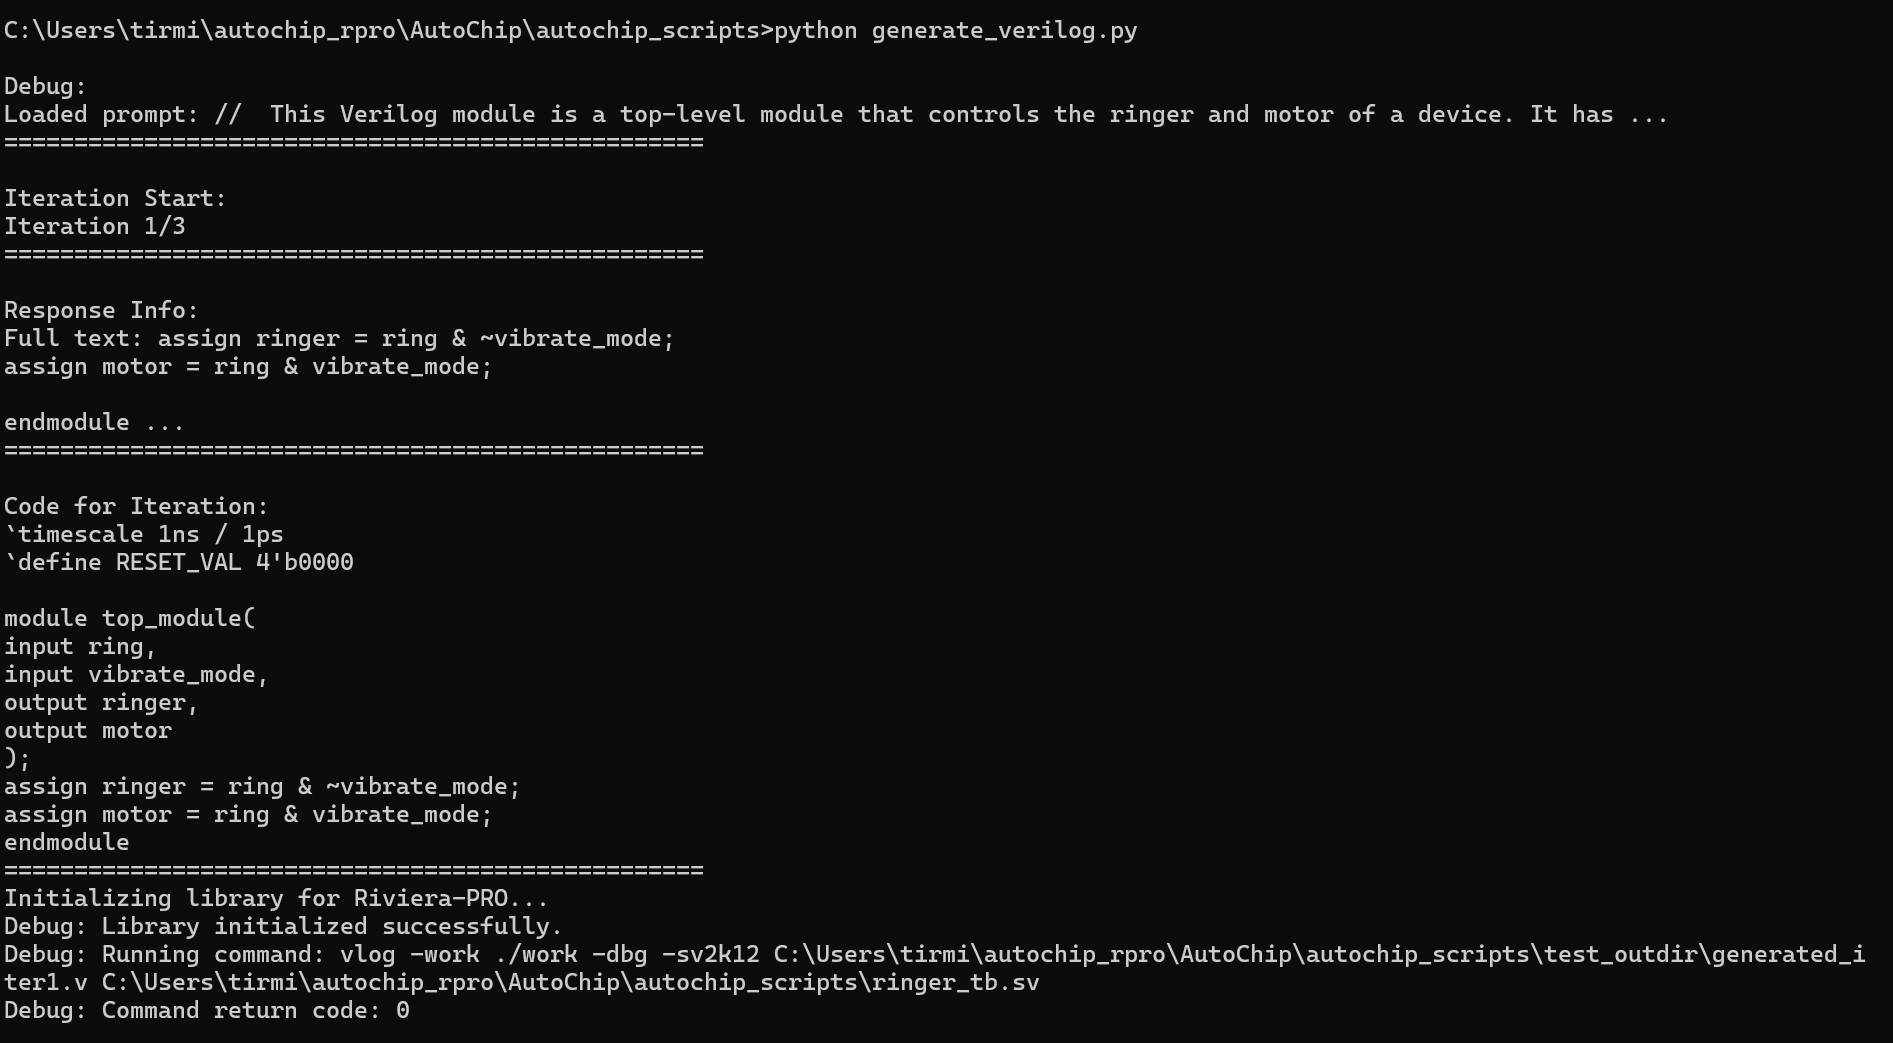 C:\Users\tirmi\autochip_rpro\AutoChip\autochip_scripts>python generate_verilog.py
Debug:
Loaded prompt: //  This Verilog module is a top-level module that controls the ringer and motor of a device. It has ...
==================================================
Iteration Start:
Iteration 1/3
==================================================
Response Info:
Full text: assign ringer = ring & ~vibrate_mode;
assign motor = ring & vibrate_mode;
endmodule ...
==================================================
Code for Iteration:
`timescale 1ns / 1ps
`define RESET_VAL 4'b0000
module top_module(
input ring,
input vibrate_mode,
output ringer,
output motor
);
assign ringer = ring & ~vibrate_mode;
assign motor = ring & vibrate_mode;
endmodule
==================================================
Initializing library for Riviera-PRO...
Debug: Library initialized successfully.
Debug: Running command: vlog -work ./work -dbg -sv2k12 C:\Users\tirmi\autochip_rpro\AutoChip\autochip_scripts\test_outdir\generated_i
ter1.v C:\Users\tirmi\autochip_rpro\AutoChip\autochip_scripts\ringer_tb.sv
Debug: Command return code: 0